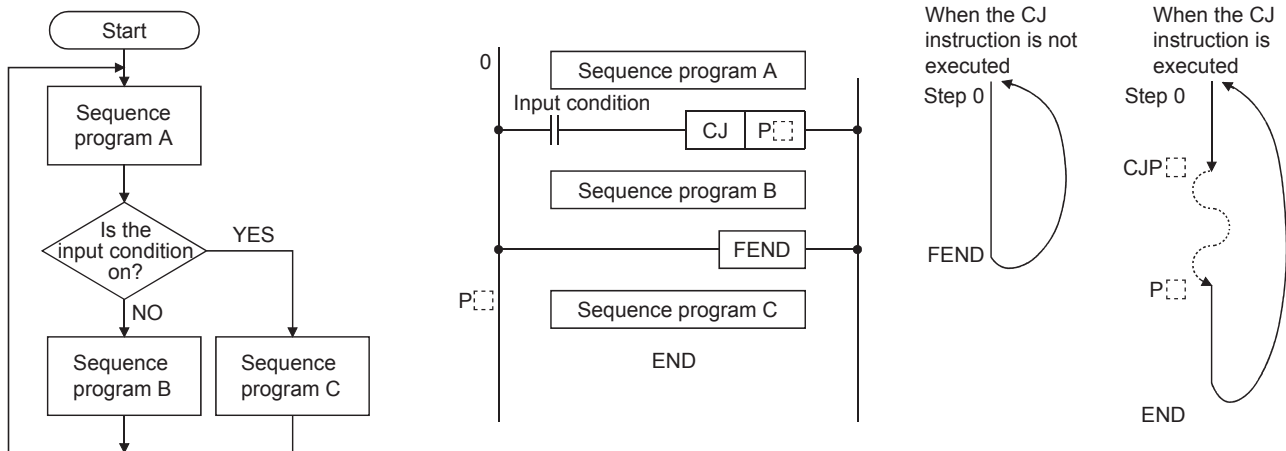 Start
Sequence
program A
Is the
input condition
on?
YES
NO
Sequence
program B
Sequence
program C
0
Sequence program A
Input condition
CJ
P
Sequence program B
FEND
P
Sequence program C
END
When the CJ
instruction is not
executed
Step 0
FEND
When the CJ
instruction is
executed
Step 0
CJP
P
END